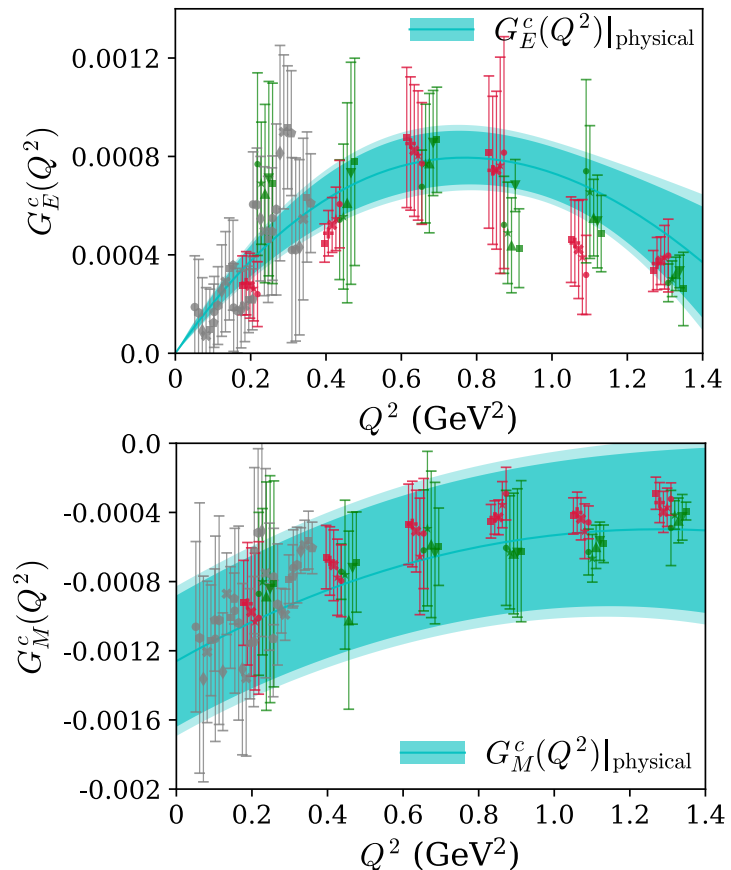 G_E^c(Q^2)|_physical
0.0012
0.0008
0.0004
0.0
G_E^c(Q^2)
0 0.2 0.4 0.6 0.8 1.0 1.2 1.4
Q^2 (GeV^2)
0.0
-0.0004
-0.0008
-0.0012
-0.0016
-0.002
G_M^c(Q^2)
G_M^c(Q^2)|_physical
0 0.2 0.4 0.6 0.8 1.0 1.2 1.4
Q^2 (GeV^2)